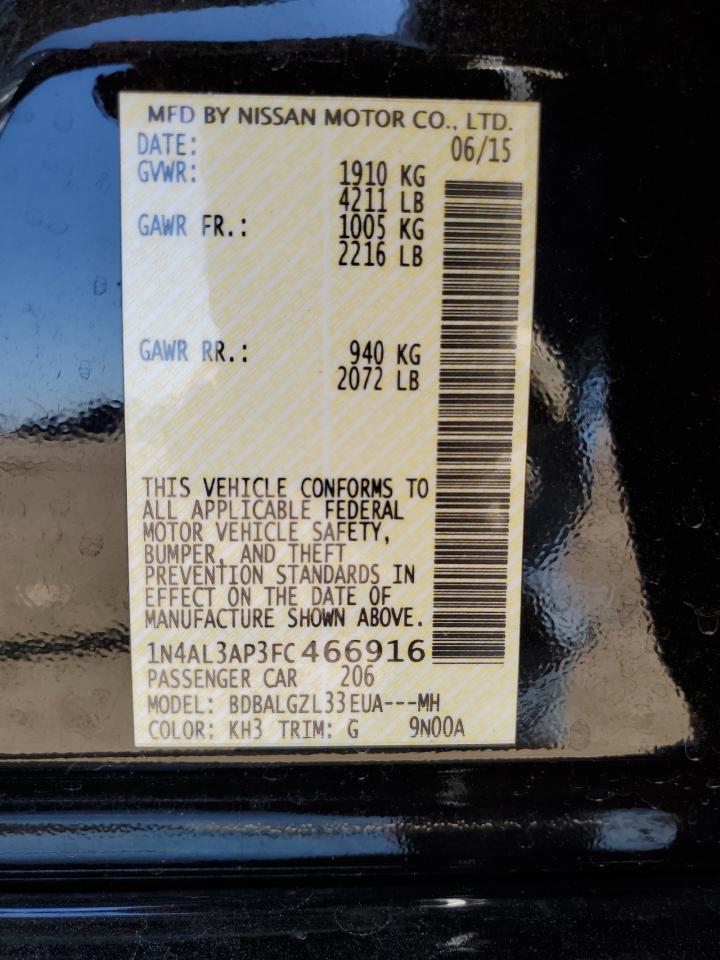 MFD BY NISSAN MOTOR CO., LTD.
DATE: 06/15
GVWR: 1910 KG
4211 LB
GAWR FR.: 1005 KG
2216 LB
GAWR RR.: 940 KG
2072 LB
THIS VEHICLE CONFORMS TO
ALL APPLICABLE FEDERAL
MOTOR VEHICLE SAFETY,
BUMPER, AND THEFT
PREVENTION STANDARDS IN
EFFECT ON THE DATE OF
MANUFACTURE SHOWN ABOVE.
1N4AL3AP3FC466916
PASSENGER CAR 206
MODEL: BDBALGZL33EUA---MH
COLOR: KH3 TRIM: G 9N00A